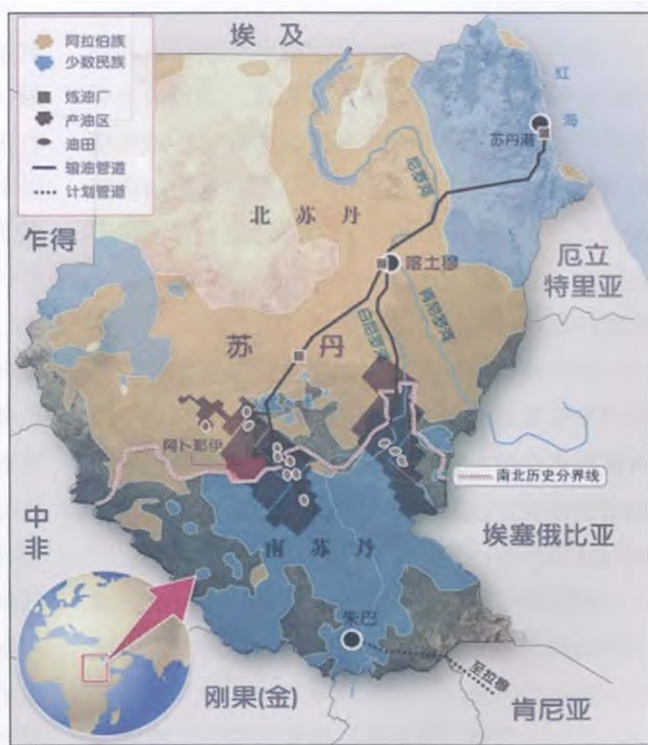 埃及
阿拉伯族
少数民族
炼油厂
产油区
油田
输油管道
计划管道
红海
苏丹港
尼罗河
北苏丹
乍得
喀土穆
厄立
特里亚
青尼罗河
白尼罗河
苏丹
阿卜耶伊
南北历史分界线
中非
埃塞俄比亚
南苏丹
朱巴
至拉穆
刚果(金)
肯尼亚